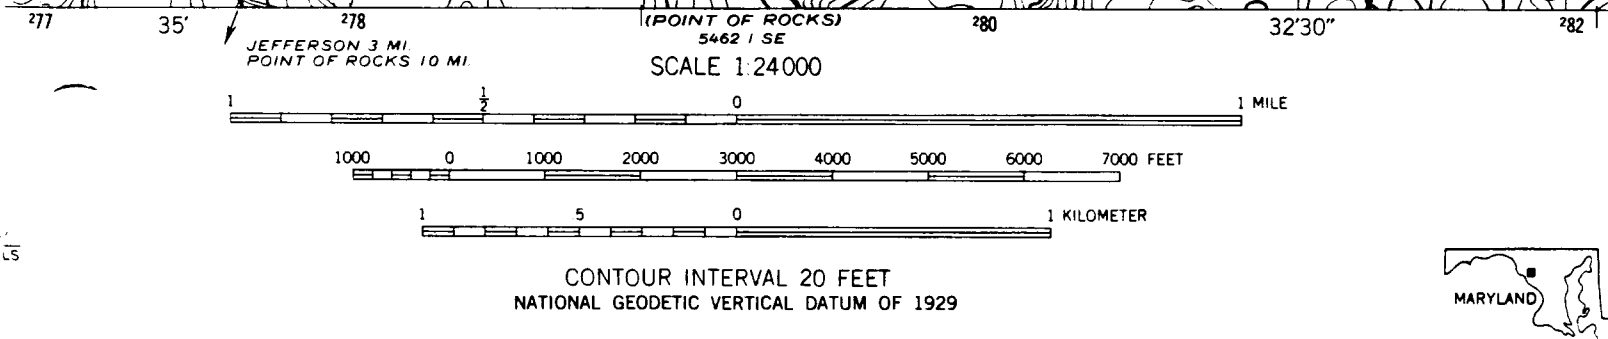 277 35' 278 (POINT OF ROCKS) 280 32'30" 282
5462 I SE
JEFFERSON 3 MI.
POINT OF ROCKS 10 MI.
SCALE 1:24000
1 1/2 0 1 MILE
1000 0 1000 2000 3000 4000 5000 6000 7000 FEET
1 .5 0 1 KILOMETER
CONTOUR INTERVAL 20 FEET
NATIONAL GEODETIC VERTICAL DATUM OF 1929
MARYLAND